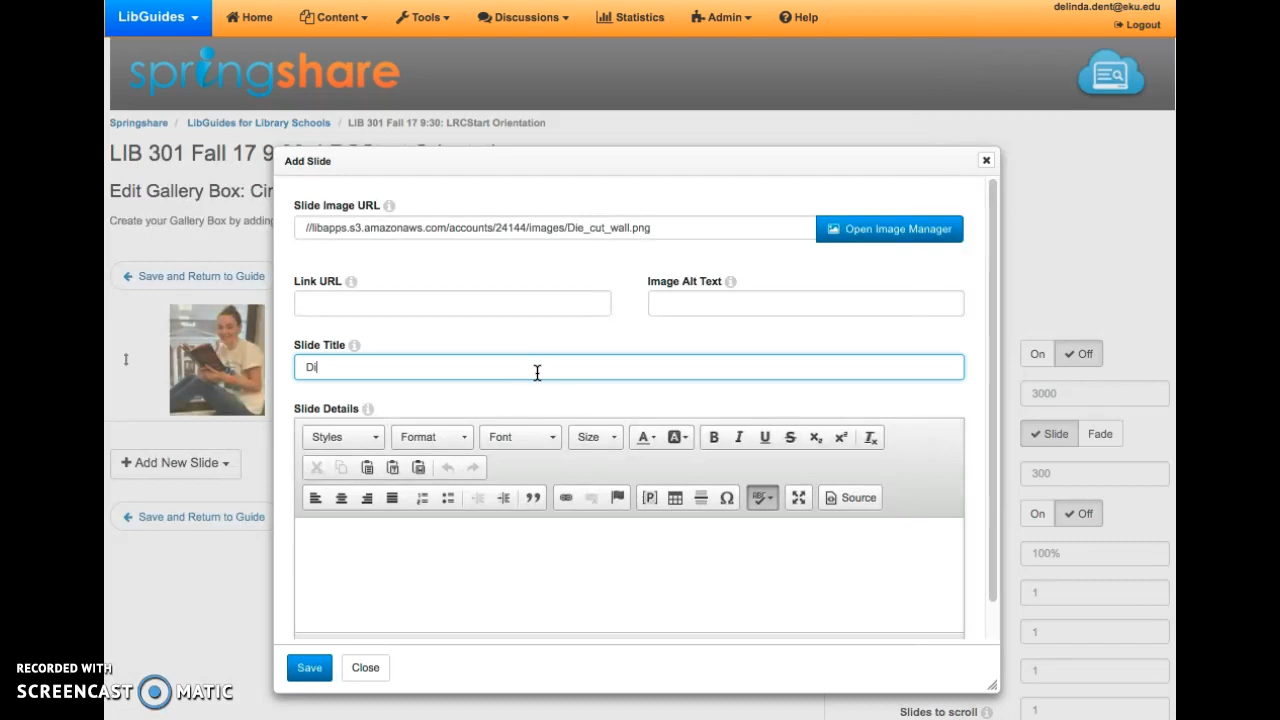 LibGuides
Home
Content
Tools
Discussions
Statistics
Admin
Help
delinda.dent@eku.edu
Logout
springshare
Springshare / LibGuides for Library Schools / LIB 301 Fall 17 9:30: LRCStart Orientation
LIB 301 Fall 17 9
Edit Gallery Box: Cir
Create your Gallery Box by adding
Save and Return to Guide
Add New Slide
Save and Return to Guide
Add Slide
Slide Image URL
//libapps.s3.amazonaws.com/accounts/24144/images/Die_cut_wall.png
Open Image Manager
Link URL
Image Alt Text
Slide Title
Di
Slide Details
Styles Format Font Size A A B I U S x₂ x² Tx
Source
Save Close
On Off
3000
Slide Fade
300
On Off
100%
1
1
1
1
Slides to scroll
RECORDED WITH
SCREENCAST MATIC